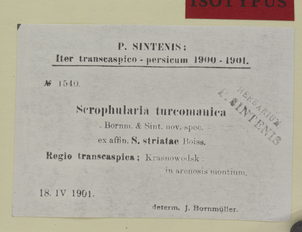 ISOTYPUS
P. SINTENIS:
Iter transcaspico-persicum 1900-1901.
№ 1540.
Scrophularia turcomanica
Bornm. & Sint. nov. spec.
ex affin. S. striatae Boiss.
Regio transcaspica; Krasnowodsk
in arenosis montium.
18. IV 1901.
determ. J. Bornmüller.
HERBARIUM
P. SINTENIS